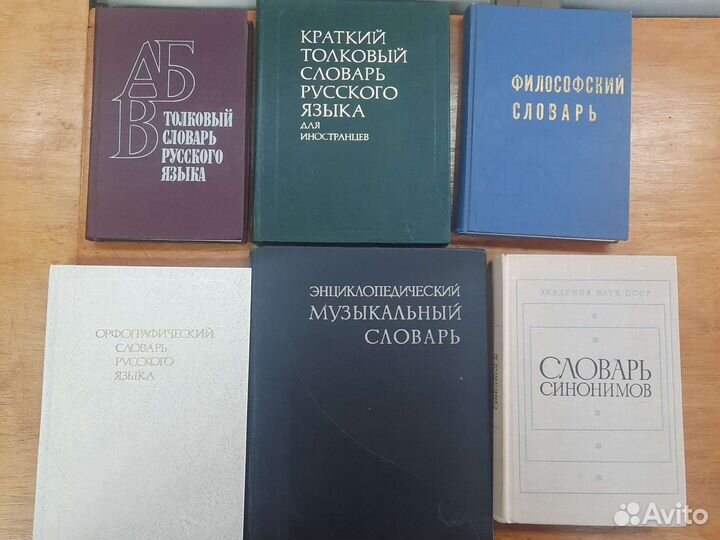 АБВ
ТОЛКОВЫЙ
СЛОВАРЬ
РУССКОГО
ЯЗЫКА
КРАТКИЙ
ТОЛКОВЫЙ
СЛОВАРЬ
РУССКОГО
ЯЗЫКА
ДЛЯ
ИНОСТРАНЦЕВ
ФИЛОСОФСКИЙ
СЛОВАРЬ
ОРФОГРАФИЧЕСКИЙ
СЛОВАРЬ
РУССКОГО
ЯЗЫКА
ЭНЦИКЛОПЕДИЧЕСКИЙ
МУЗЫКАЛЬНЫЙ
СЛОВАРЬ
АКАДЕМИЯ НАУК СССР
СЛОВАРЬ
СИНОНИМОВ
Avito